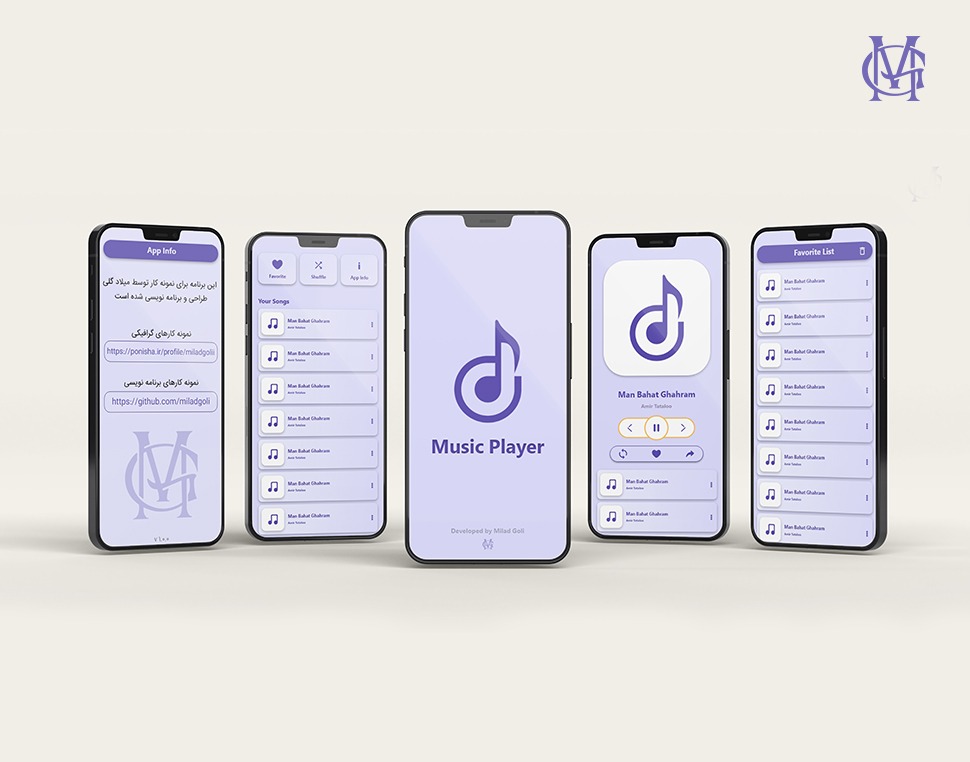 App Info
این برنامه برای نمونه کار توسط میلاد گلی
طراحی و برنامه نویسی شده است
نمونه کارهای گرافیکی
https://ponisha.ir/profile/miladgolii
نمونه کارهای برنامه نویسی
https://github.com/miladgoli
Favorite
Shuffle
App Info
Your Songs
Man Bahat Ghahram
Amir Tataloo
Man Bahat Ghahram
Amir Tataloo
Man Bahat Ghahram
Amir Tataloo
Man Bahat Ghahram
Amir Tataloo
Man Bahat Ghahram
Amir Tataloo
Man Bahat Ghahram
Amir Tataloo
Man Bahat Ghahram
Amir Tataloo
Music Player
Developed by Milad Goli
Man Bahat Ghahram
Amir Tataloo
Man Bahat Ghahram
Amir Tataloo
Man Bahat Ghahram
Amir Tataloo
Favorite List
Man Bahat Ghahram
Amir Tataloo
Man Bahat Ghahram
Amir Tataloo
Man Bahat Ghahram
Amir Tataloo
Man Bahat Ghahram
Amir Tataloo
Man Bahat Ghahram
Amir Tataloo
Man Bahat Ghahram
Amir Tataloo
Man Bahat Ghahram
Amir Tataloo
Man Bahat Ghahram
Amir Tataloo